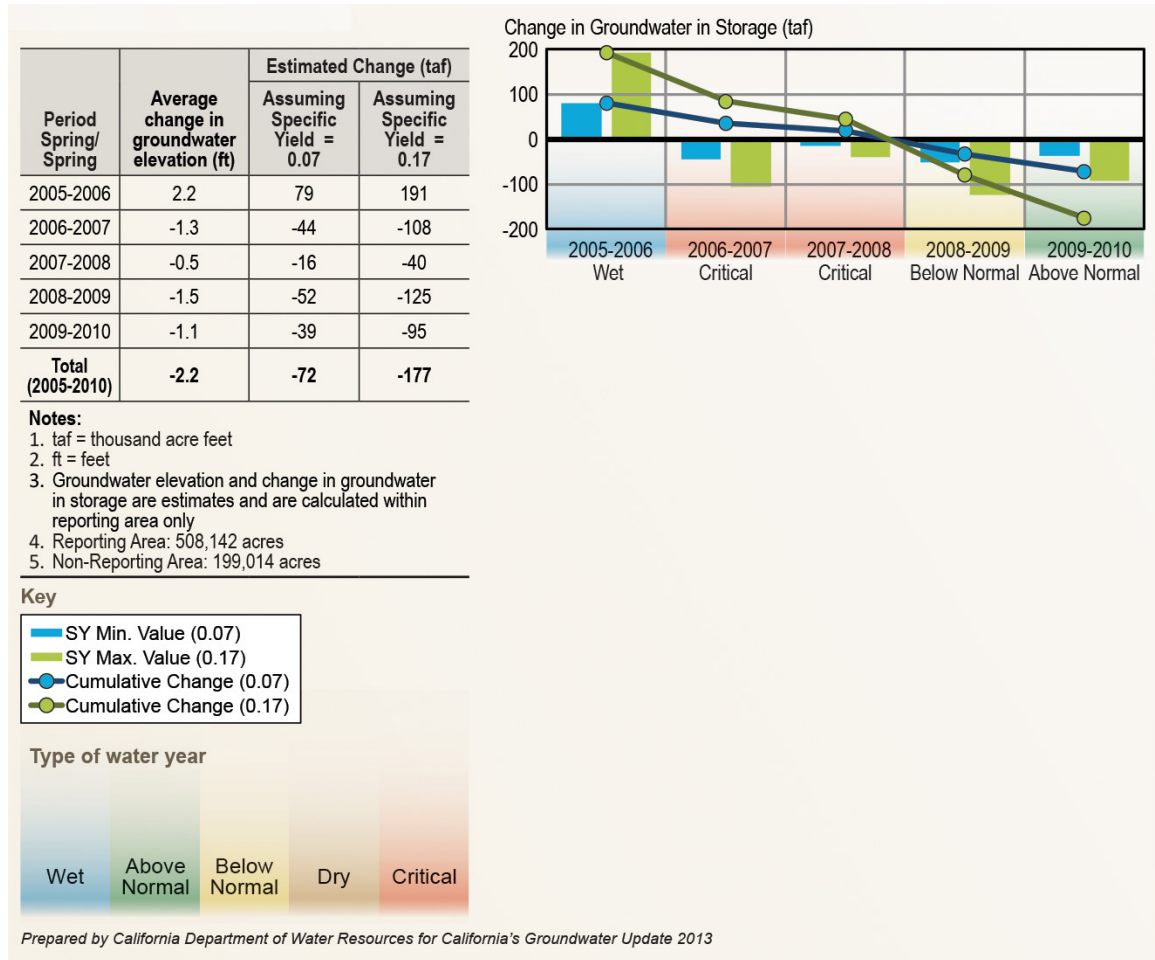 Period
Spring/
Spring
Average
change in
groundwater
elevation (ft)
Estimated Change (taf)
Assuming
Specific
Yield =
0.07
Assuming
Specific
Yield =
0.17
2005-2006 2.2 79 191
2006-2007 -1.3 -44 -108
2007-2008 -0.5 -16 -40
2008-2009 -1.5 -52 -125
2009-2010 -1.1 -39 -95
Total
(2005-2010) -2.2 -72 -177
Notes:
1. taf = thousand acre feet
2. ft = feet
3. Groundwater elevation and change in groundwater
in storage are estimates and are calculated within
reporting area only
4. Reporting Area: 508,142 acres
5. Non-Reporting Area: 199,014 acres
Key
SY Min. Value (0.07)
SY Max. Value (0.17)
Cumulative Change (0.07)
Cumulative Change (0.17)
Type of water year
Wet
Above
Normal
Below
Normal
Dry
Critical
Change in Groundwater in Storage (taf)
200
100
0
-100
-200
2005-2006
Wet
2006-2007
Critical
2007-2008
Critical
2008-2009
Below Normal
2009-2010
Above Normal
Prepared by California Department of Water Resources for California's Groundwater Update 2013